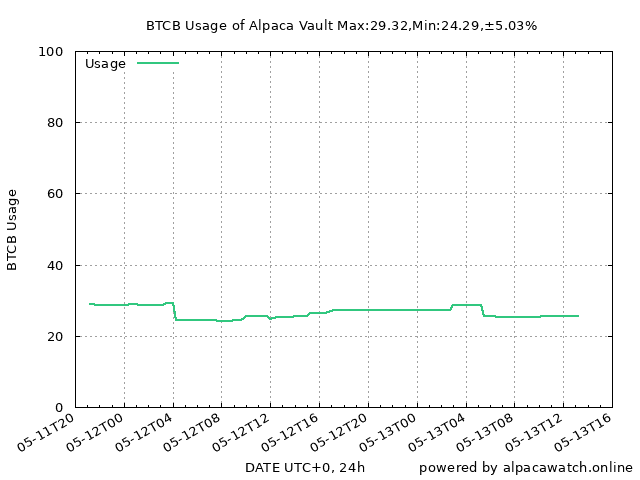 BTCB Usage of Alpaca Vault Max:29.32,Min:24.29,±5.03%
Usage
BTCB Usage
100
80
60
40
20
0
05-11T20
05-12T00
05-12T04
05-12T08
05-12T12
05-12T16
05-12T20
05-13T00
05-13T04
05-13T08
05-13T12
05-13T16
DATE UTC+0, 24h
powered by alpacawatch.online